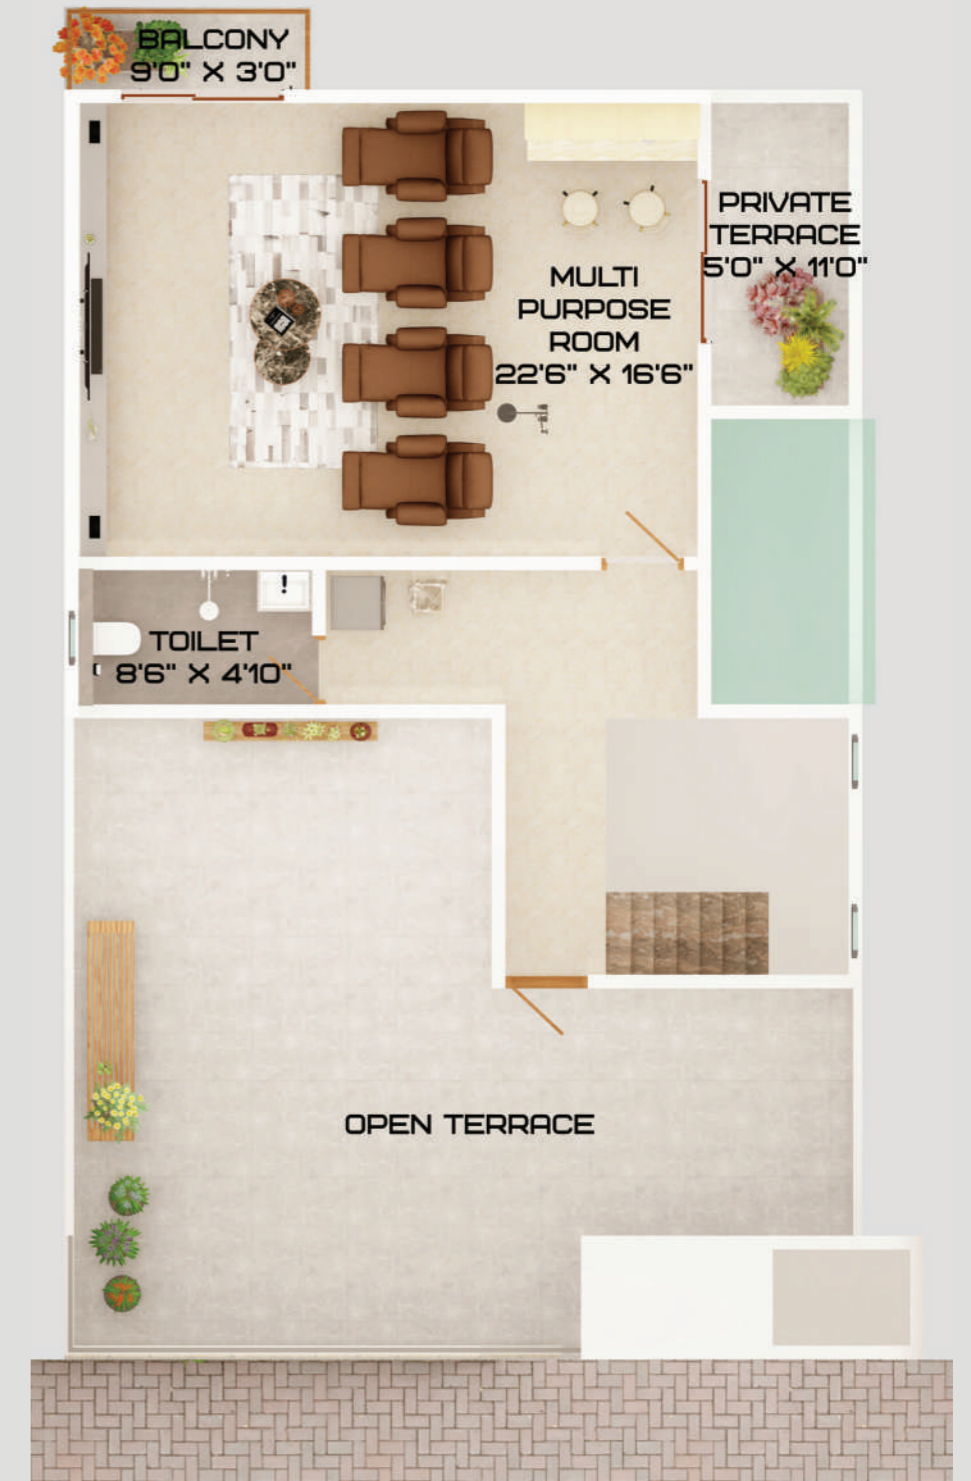 BALCONY
9'0" X 3'0"
PRIVATE
TERRACE
5'0" X 11'0"
MULTI
PURPOSE
ROOM
22'6" X 16'6"
TOILET
8'6" X 4'10"
OPEN TERRACE